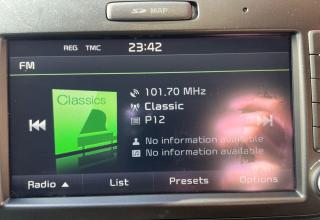 SD MAP
REG TMC 23:42
FM
Classics
101.70 MHz
Classic
P12
No information available
No information available
Radio ▲ List Presets Options